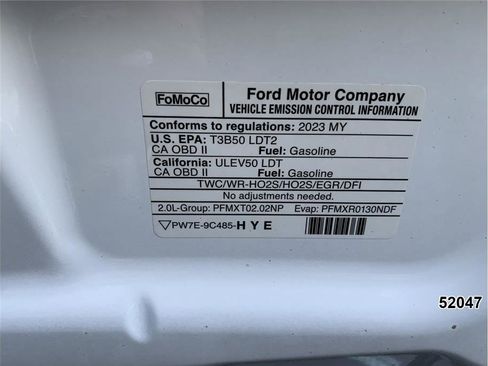 FoMoCo
Ford Motor Company
VEHICLE EMISSION CONTROL INFORMATION
Conforms to regulations: 2023 MY
U.S. EPA: T3B50 LDT2
CA OBD II Fuel: Gasoline
California: ULEV50 LDT
CA OBD II Fuel: Gasoline
TWC/WR-HO2S/HO2S/EGR/DFI
No adjustments needed.
2.0L-Group: PFMXT02.02NP Evap: PFMXR0130NDF
PW7E-9C485-HYE
52047